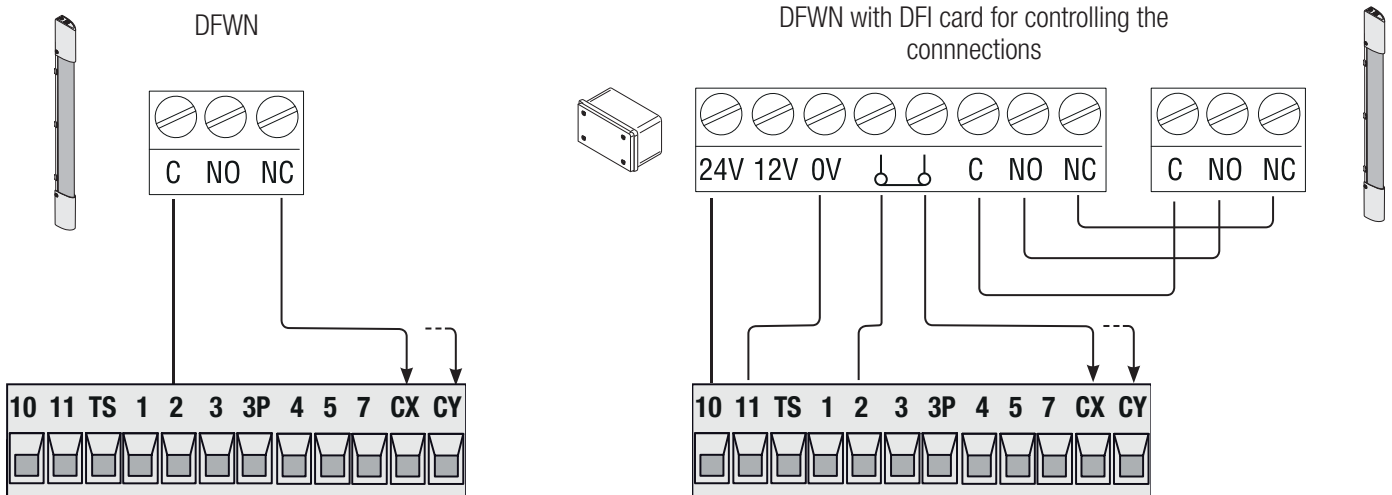 DFWN
C NO NC
10 11 TS 1 2 3 3P 4 5 7 CX CY
DFWN with DFI card for controlling the
connnections
24V 12V 0V C NO NC
C NO NC
10 11 TS 1 2 3 3P 4 5 7 CX CY